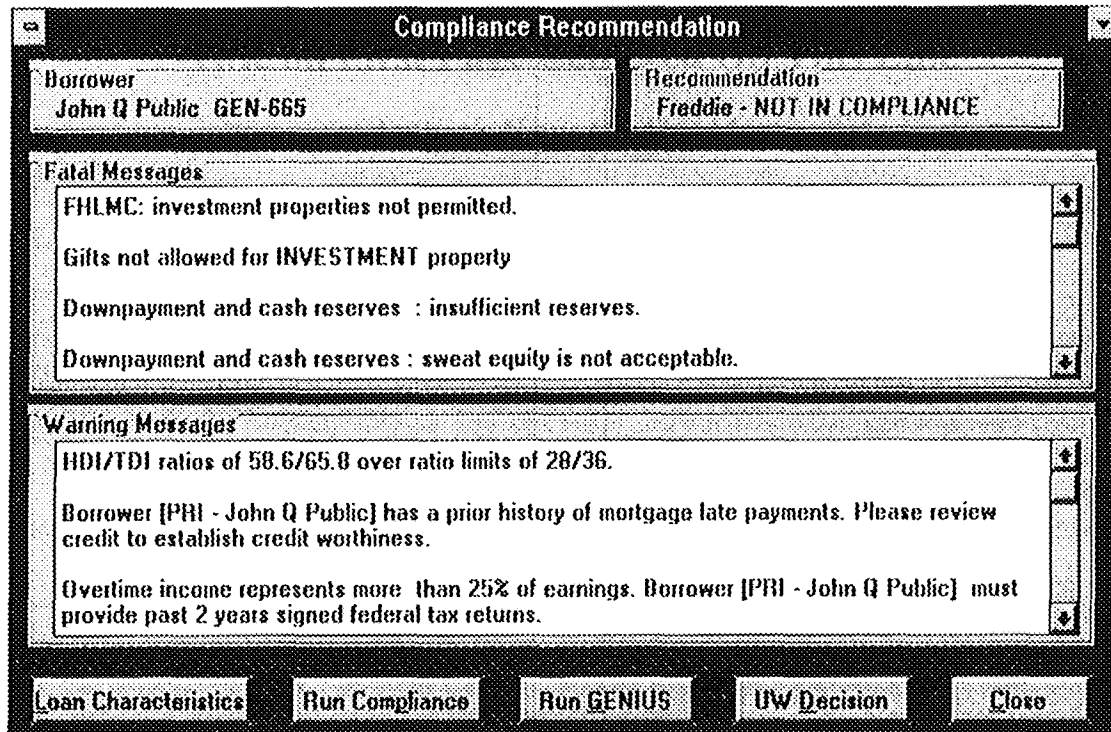 Compliance Recommendation
Borrower
John Q Public GEN-665
Recommendation
Freddie - NOT IN COMPLIANCE
Fatal Messages
FHLMC: investment properties not permitted.
Gifts not allowed for INVESTMENT property
Downpayment and cash reserves : insufficient reserves.
Downpayment and cash reserves : sweat equity is not acceptable.
Warning Messages
HDI/TDI ratios of 58.6/65.8 over ratio limits of 28/36.
Borrower [PRI - John Q Public] has a prior history of mortgage late payments. Please review
credit to establish credit worthiness.
Overtime income represents more than 25% of earnings. Borrower [PRI - John Q Public] must
provide past 2 years signed federal tax returns.
Loan Characteristics
Run Compliance
Run GENIUS
UW Decision
Close